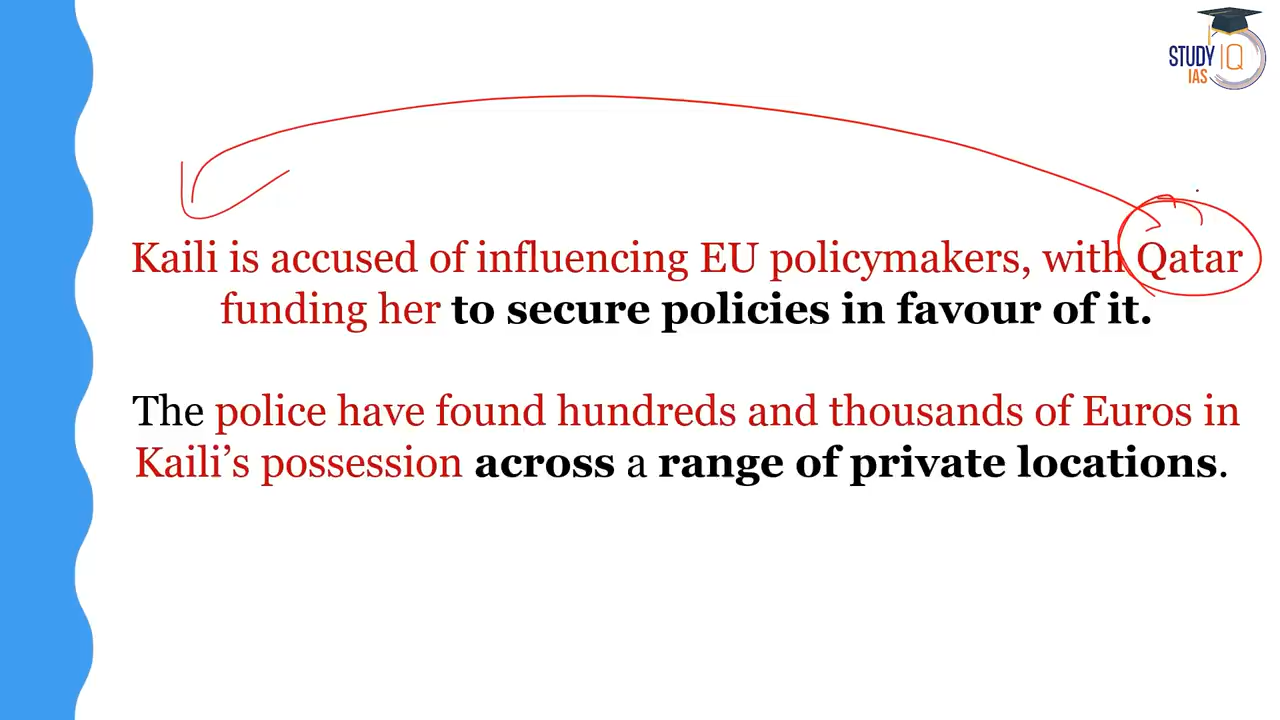 STUDY IQ
IAS
Kaili is accused of influencing EU policymakers, with Qatar
funding her to secure policies in favour of it.
The police have found hundreds and thousands of Euros in
Kaili’s possession across a range of private locations.